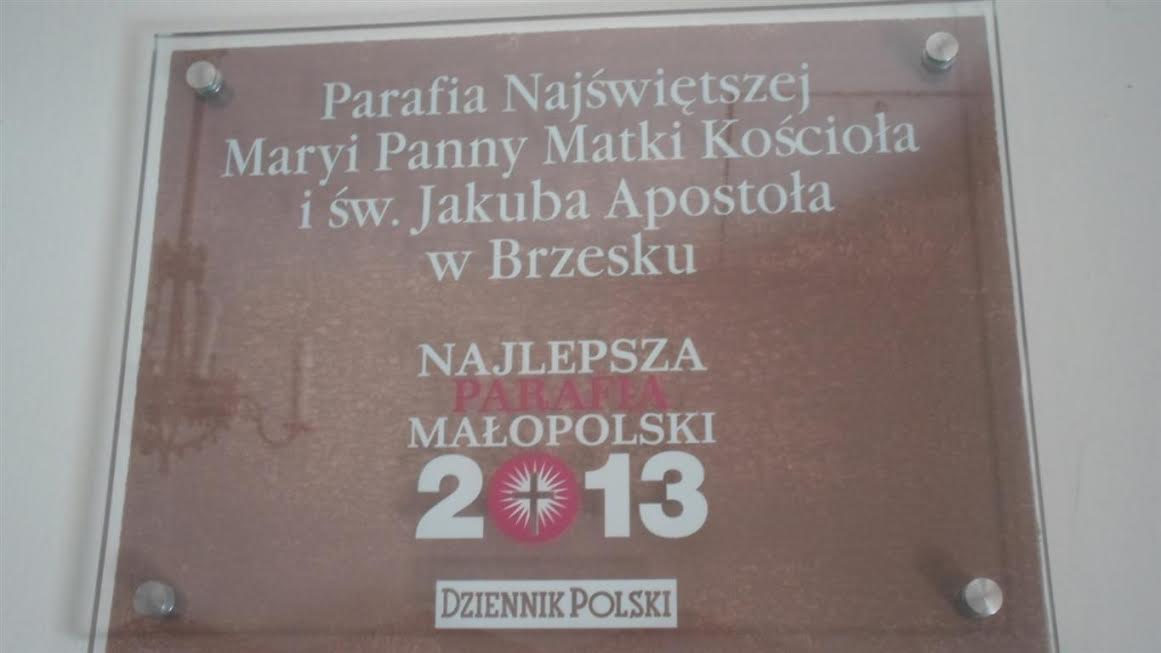 Parafia Najświętszej
Maryi Panny Matki Kościoła
i św. Jakuba Apostoła
w Brzesku
NAJLEPSZA
PARAFIA
MAŁOPOLSKI
2013
DZIENNIK POLSKI